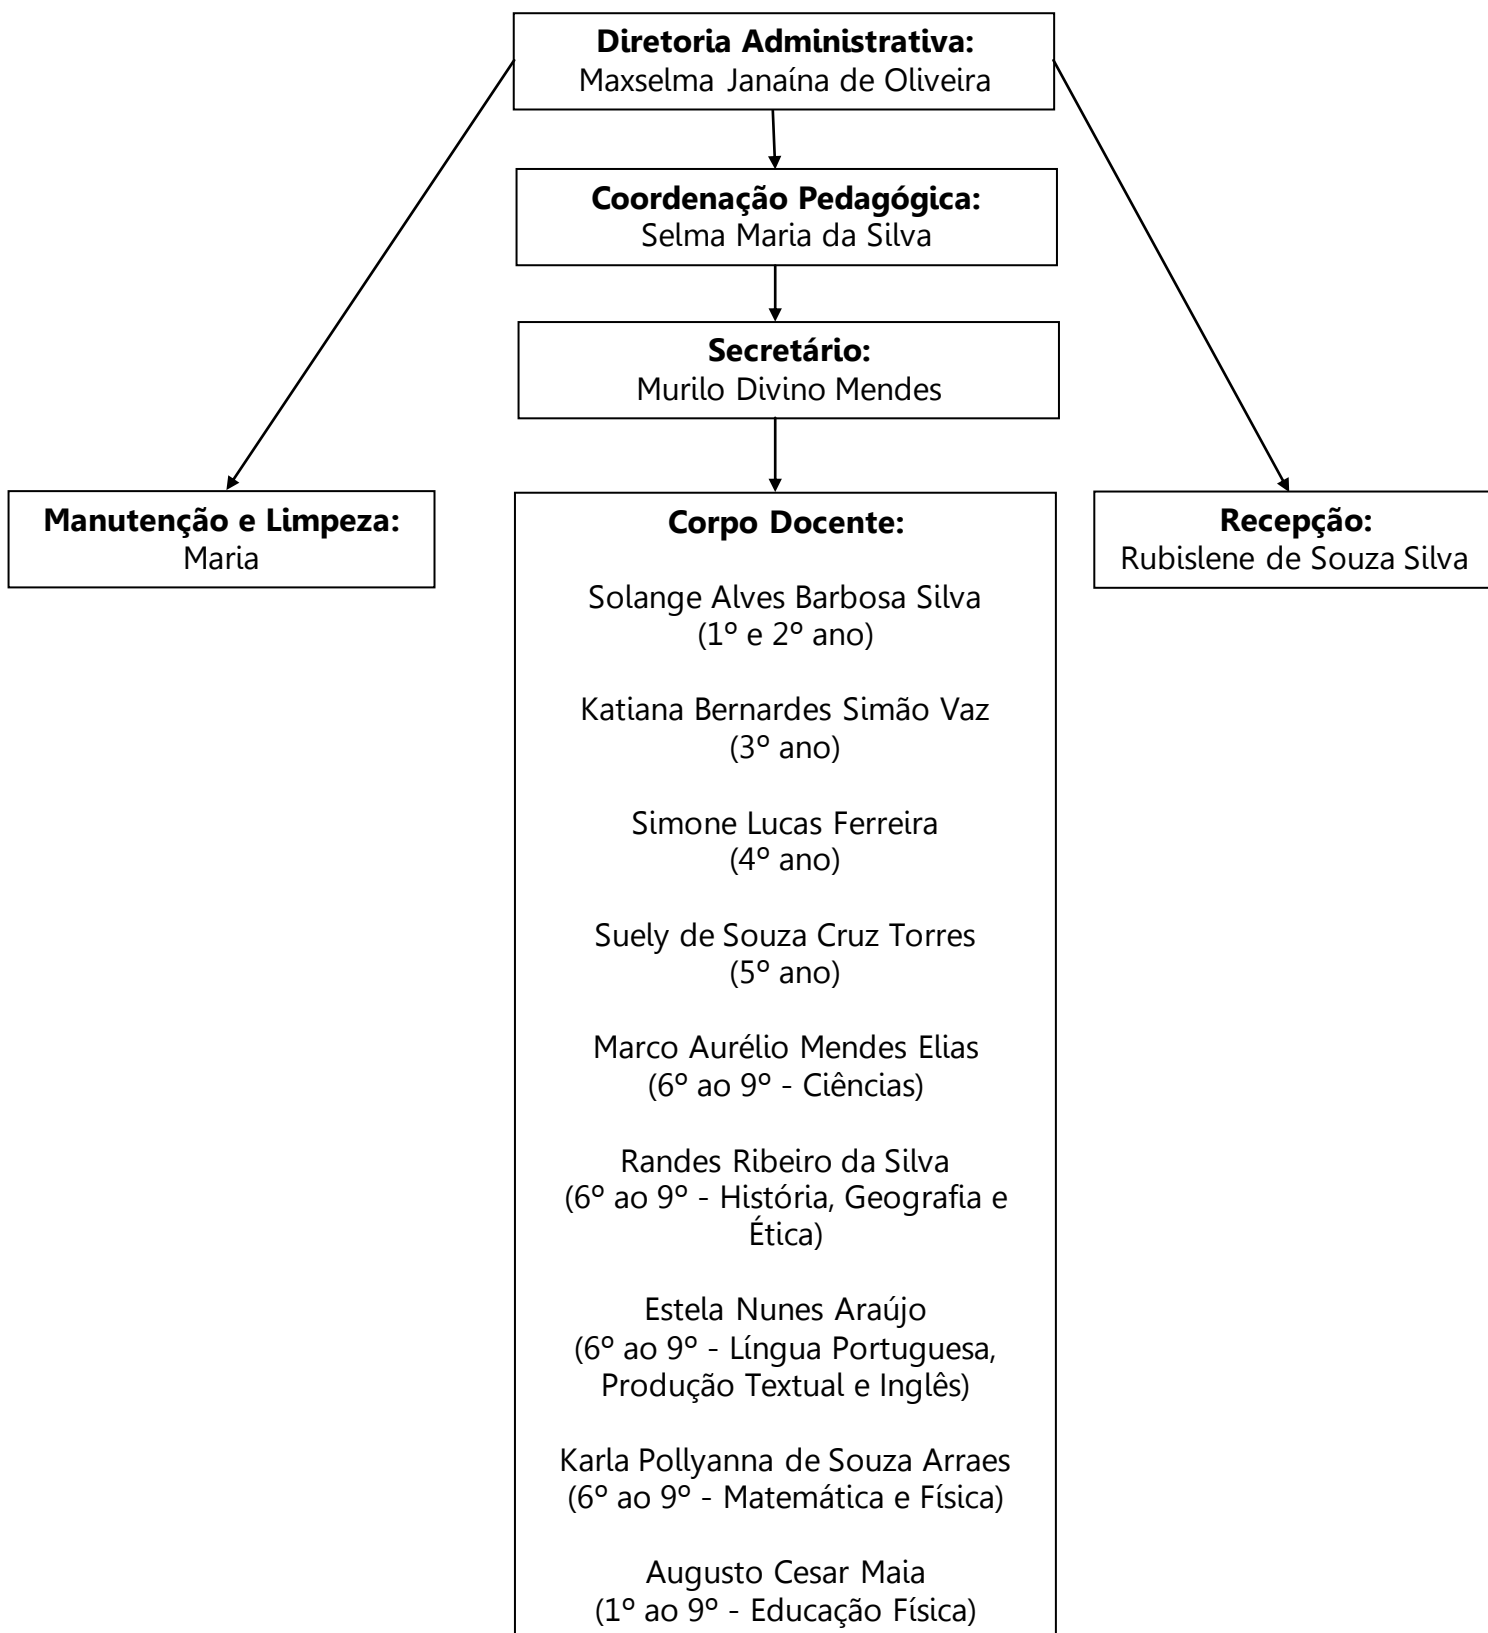 Diretoria Administrativa:
Maxselma Janaína de Oliveira
Coordenação Pedagógica:
Selma Maria da Silva
Secretário:
Murilo Divino Mendes
Manutenção e Limpeza:
Maria
Corpo Docente:
Solange Alves Barbosa Silva
(1º e 2º ano)
Katiana Bernardes Simão Vaz
(3º ano)
Simone Lucas Ferreira
(4º ano)
Suely de Souza Cruz Torres
(5º ano)
Marco Aurélio Mendes Elias
(6º ao 9º - Ciências)
Randes Ribeiro da Silva
(6º ao 9º - História, Geografia e
Ética)
Estela Nunes Araújo
(6º ao 9º - Língua Portuguesa,
Produção Textual e Inglês)
Karla Pollyanna de Souza Arraes
(6º ao 9º - Matemática e Física)
Augusto Cesar Maia
(1º ao 9º - Educação Física)
Recepção:
Rubislene de Souza Silva